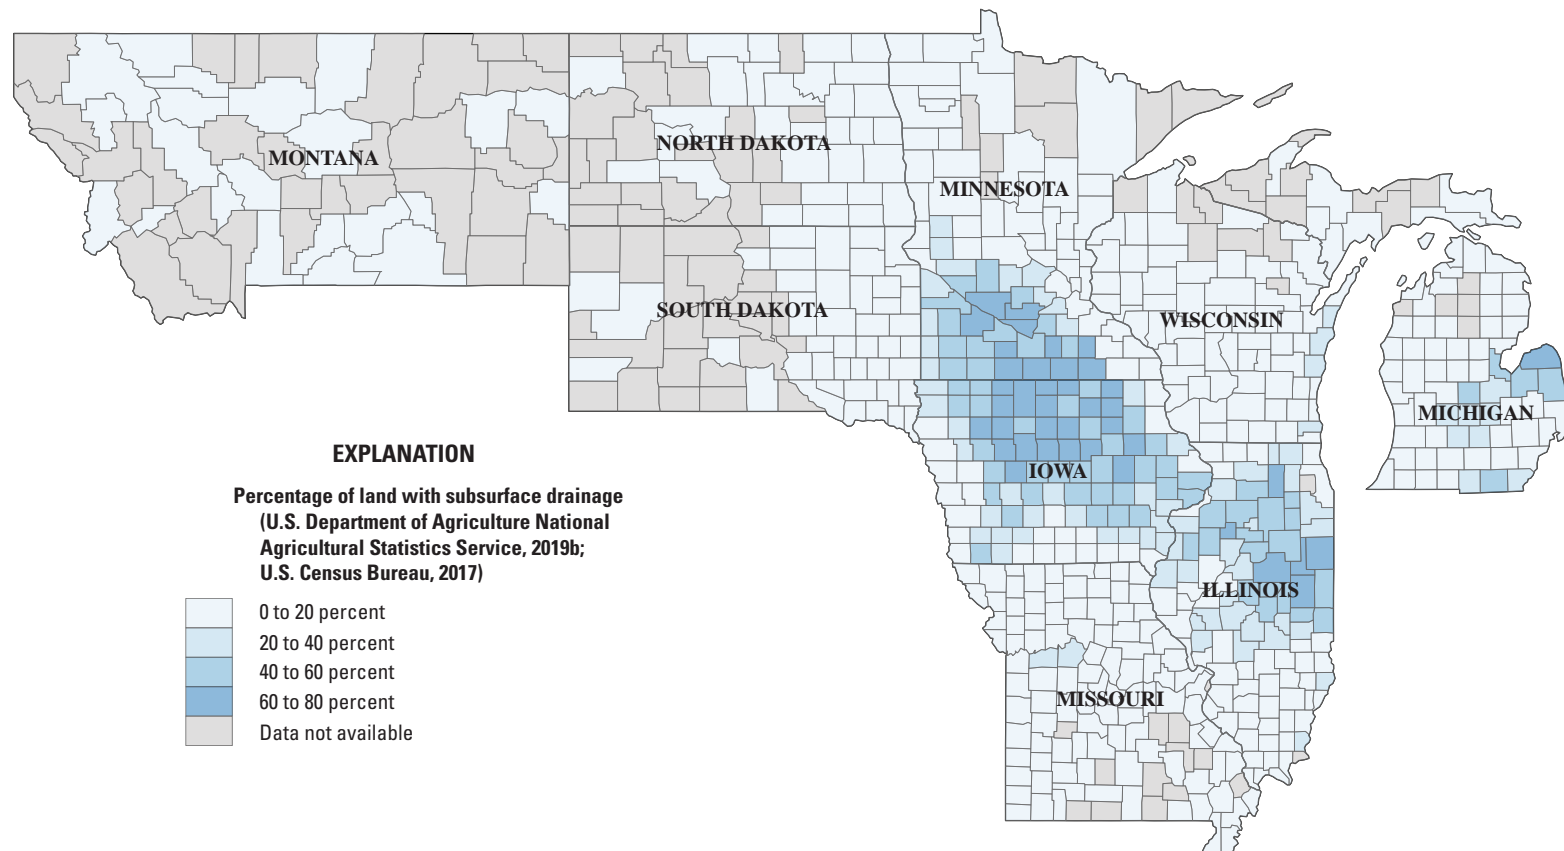 MONTANA
NORTH DAKOTA
MINNESOTA
SOUTH DAKOTA
WISCONSIN
MICHIGAN
IOWA
ILLINOIS
MISSOURI
EXPLANATION
Percentage of land with subsurface drainage
(U.S. Department of Agriculture National
Agricultural Statistics Service, 2019b;
U.S. Census Bureau, 2017)
0 to 20 percent
20 to 40 percent
40 to 60 percent
60 to 80 percent
Data not available